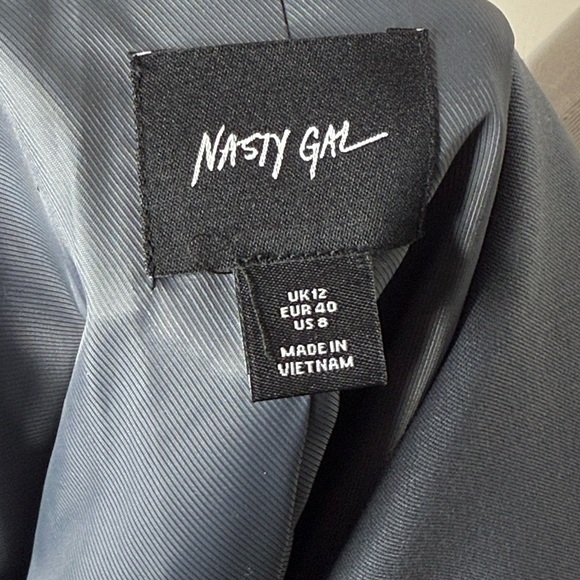 NASTY GAL
UK12
EUR 40
US 8
MADE IN
VIETNAM